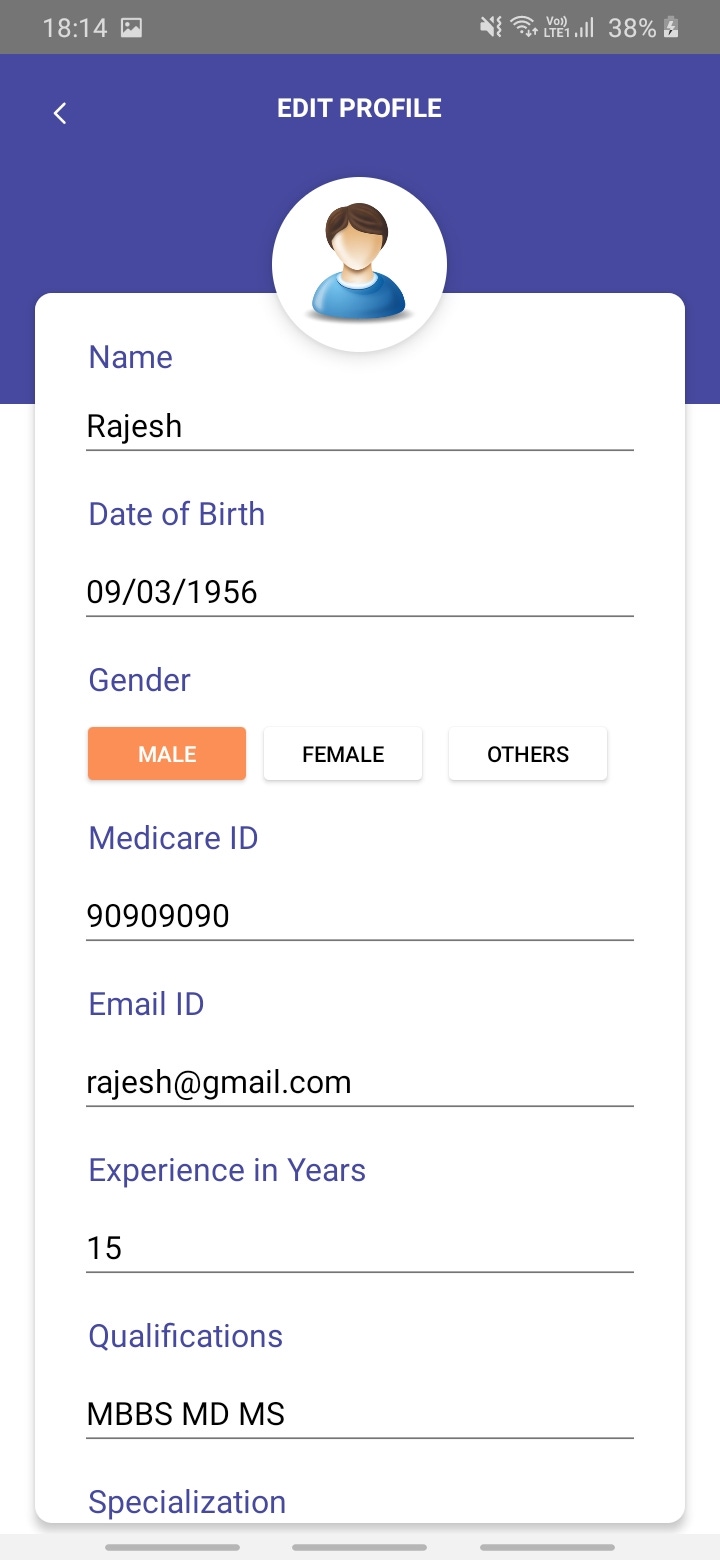 18:14 Vo)) LTE1 38%
EDIT PROFILE
Name
Rajesh
Date of Birth
09/03/1956
Gender
MALE FEMALE OTHERS
Medicare ID
90909090
Email ID
rajesh@gmail.com
Experience in Years
15
Qualifications
MBBS MD MS
Specialization